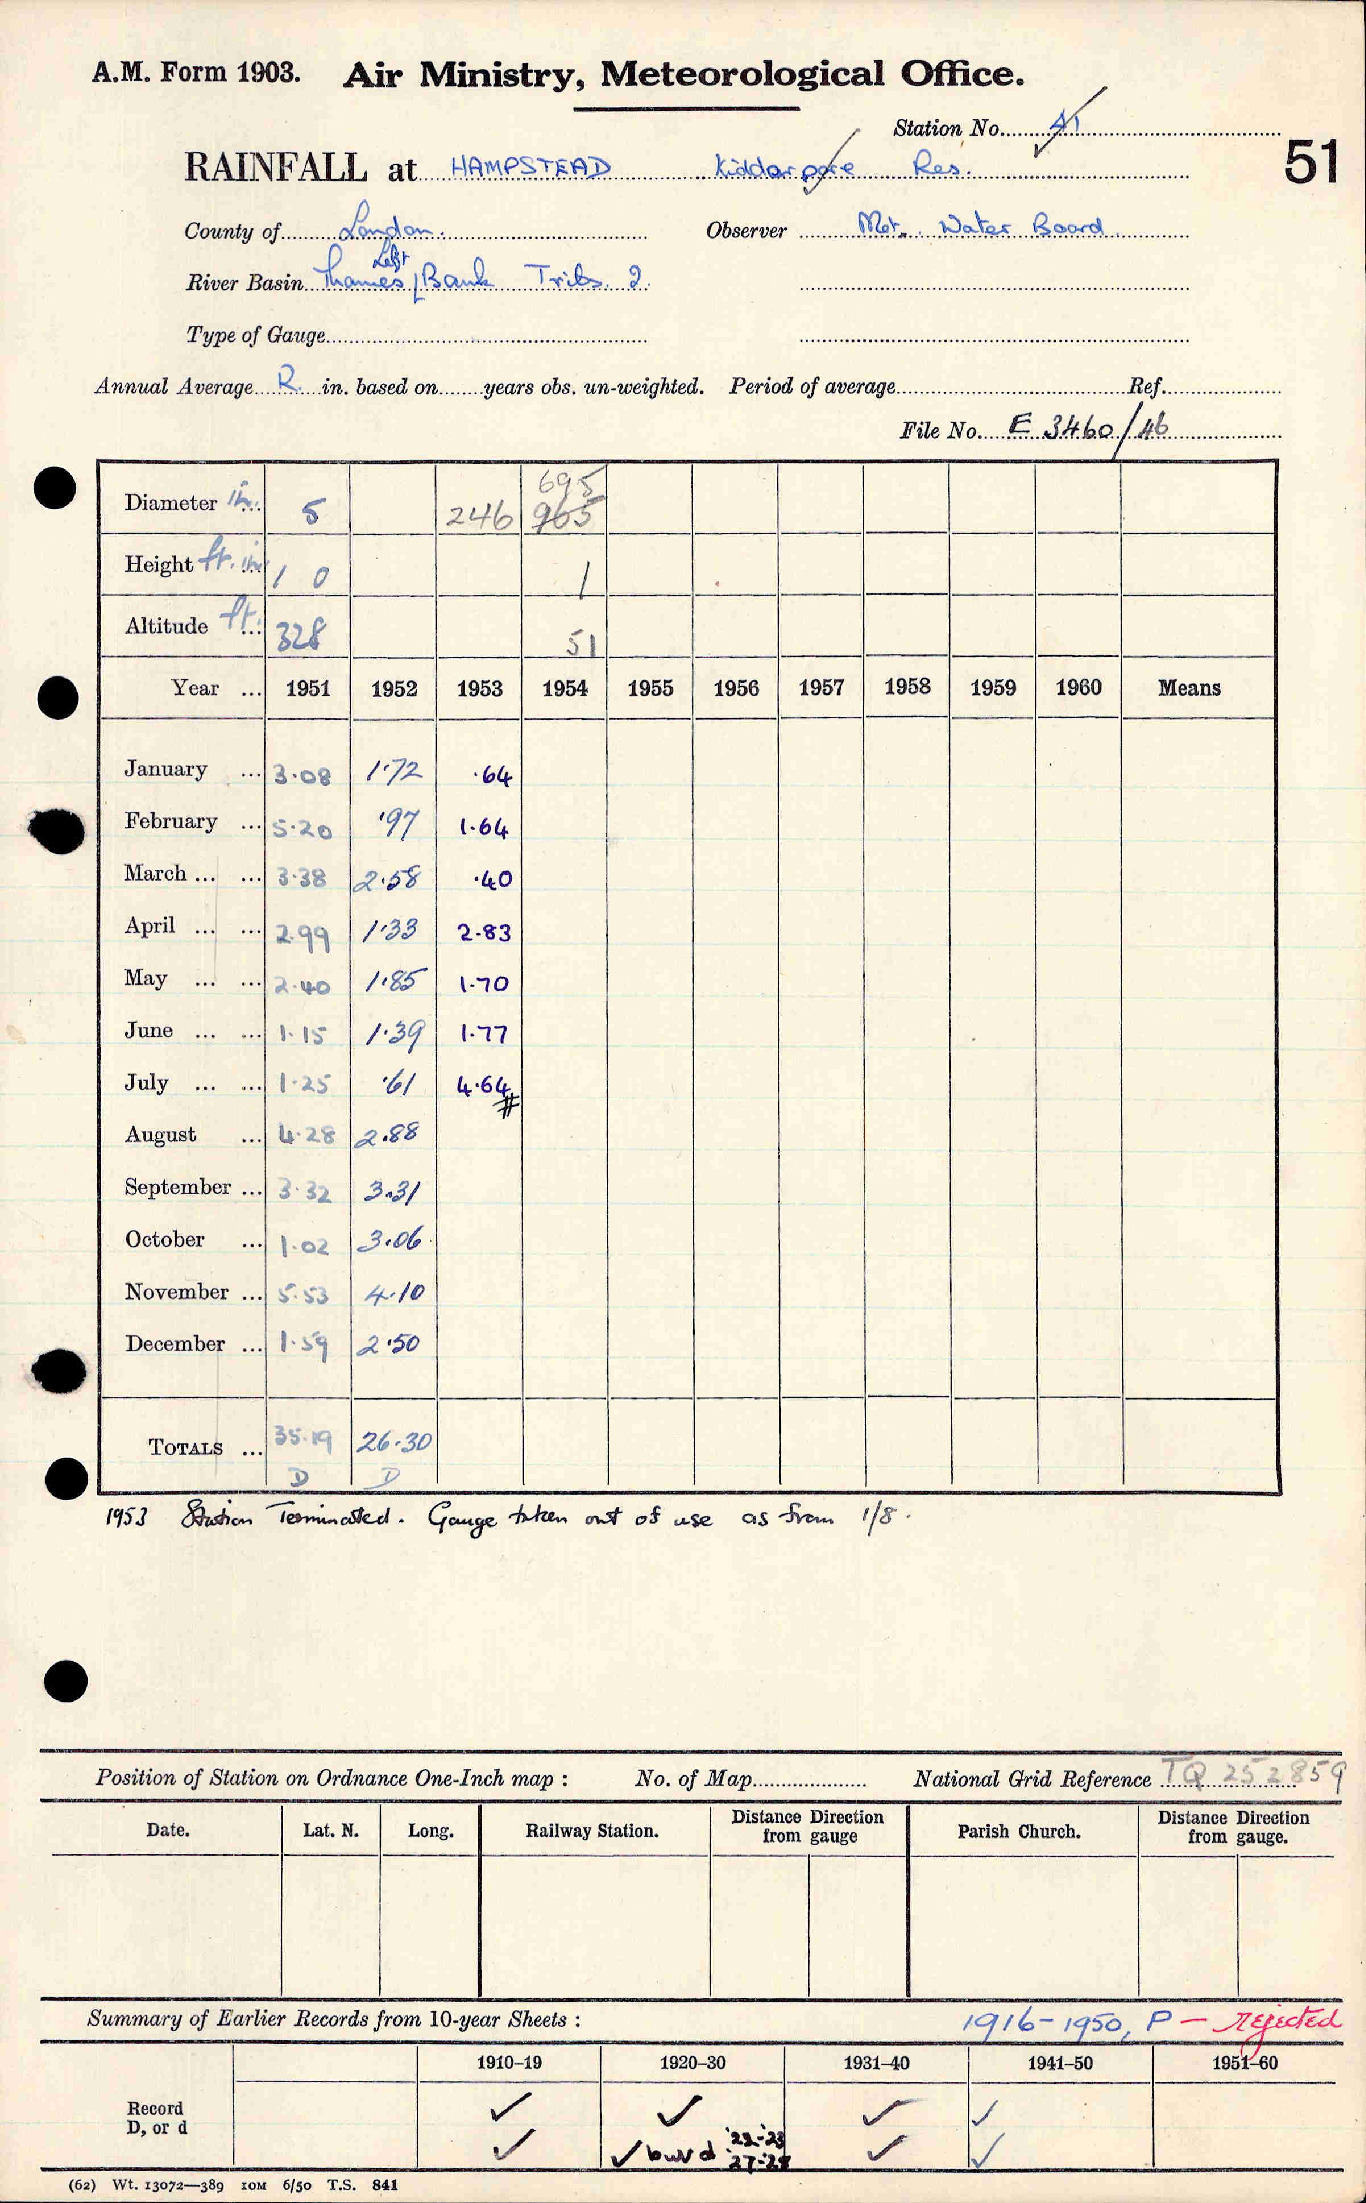 A.M. Form 1903. Air Ministry, Meteorological Office.
Station No. 41
51
RAINFALL at HAMPSTEAD Kidderpore Res.
County of London. Observer Met. Water Board
Left
River Basin Thames Bank Tribs. 2.
Type of Gauge
Annual Average R. in. based on years obs. un-weighted. Period of average Ref.
File No. E 3460/46
695
Diameter in. 5 246 965
Height ft. in. 1 0 1
Altitude ft. 328 51
Year ... 1951 1952 1953 1954 1955 1956 1957 1958 1959 1960 Means
January ... 3.08 1.72 .64
February ... 5.20 .97 1.64
March ... ... 3.38 2.58 .40
April ... ... 2.99 1.33 2.83
May ... ... 2.40 1.85 1.70
June ... ... 1.15 1.39 1.77
July ... ... 1.25 .61 4.64
#
August ... 4.28 2.88
September ... 3.32 3.31
October ... 1.02 3.06
November ... 5.53 4.10
December ... 1.59 2.50
TOTALS ... 35.19 26.30
D D
1953 Station Terminated. Gauge taken out of use as from 1/8.
Position of Station on Ordnance One-Inch map : No. of Map National Grid Reference TQ 252859
Date. Lat. N. Long. Railway Station. Distance from gauge Direction Parish Church. Distance from gauge. Direction
Summary of Earlier Records from 10-year Sheets : 1916-1950, P — rejected
1910–19 1920–30 1931–40 1941–50 1951–60
Record ✓ ✓ ✓ ✓
D, or d ✓ ✓ but d '22-'23 ✓ ✓
'27-'28
(62) Wt. 13072—389 10M 6/50 T.S. 841